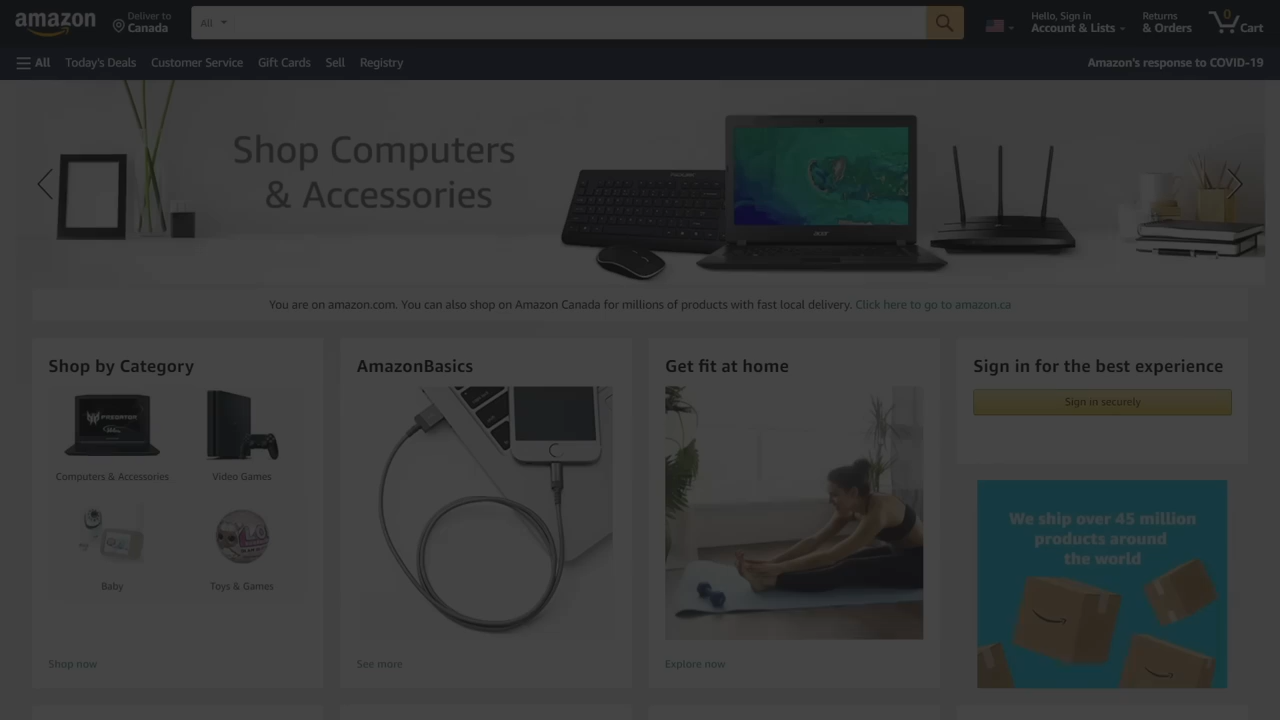 amazon
Deliver to
Canada
All
Hello, Sign in
Account & Lists
Returns
& Orders
0
Cart
All
Today's Deals
Customer Service
Gift Cards
Sell
Registry
Amazon's response to COVID-19
Shop Computers
& Accessories
acer
You are on amazon.com. You can also shop on Amazon Canada for millions of products with fast local delivery. Click here to go to amazon.ca
Shop by Category
PREDATOR
Computers & Accessories
Video Games
Baby
Toys & Games
Shop now
AmazonBasics
See more
Get fit at home
Explore now
Sign in for the best experience
Sign in securely
We ship over 45 million
products around
the world